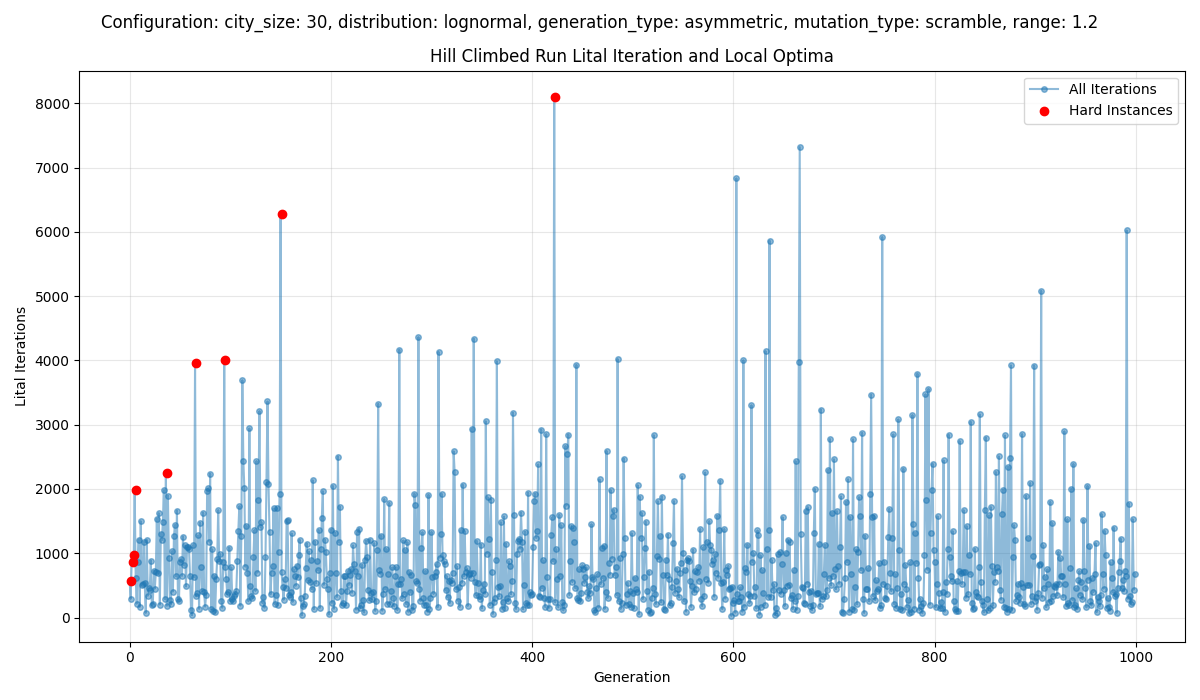 Configuration: city_size: 30, distribution: lognormal, generation_type: asymmetric, mutation_type: scramble, range: 1.2
Hill Climbed Run Lital Iteration and Local Optima
All Iterations
Hard Instances
Lital Iterations
8000
7000
6000
5000
4000
3000
2000
1000
0
0 200 400 600 800 1000
Generation